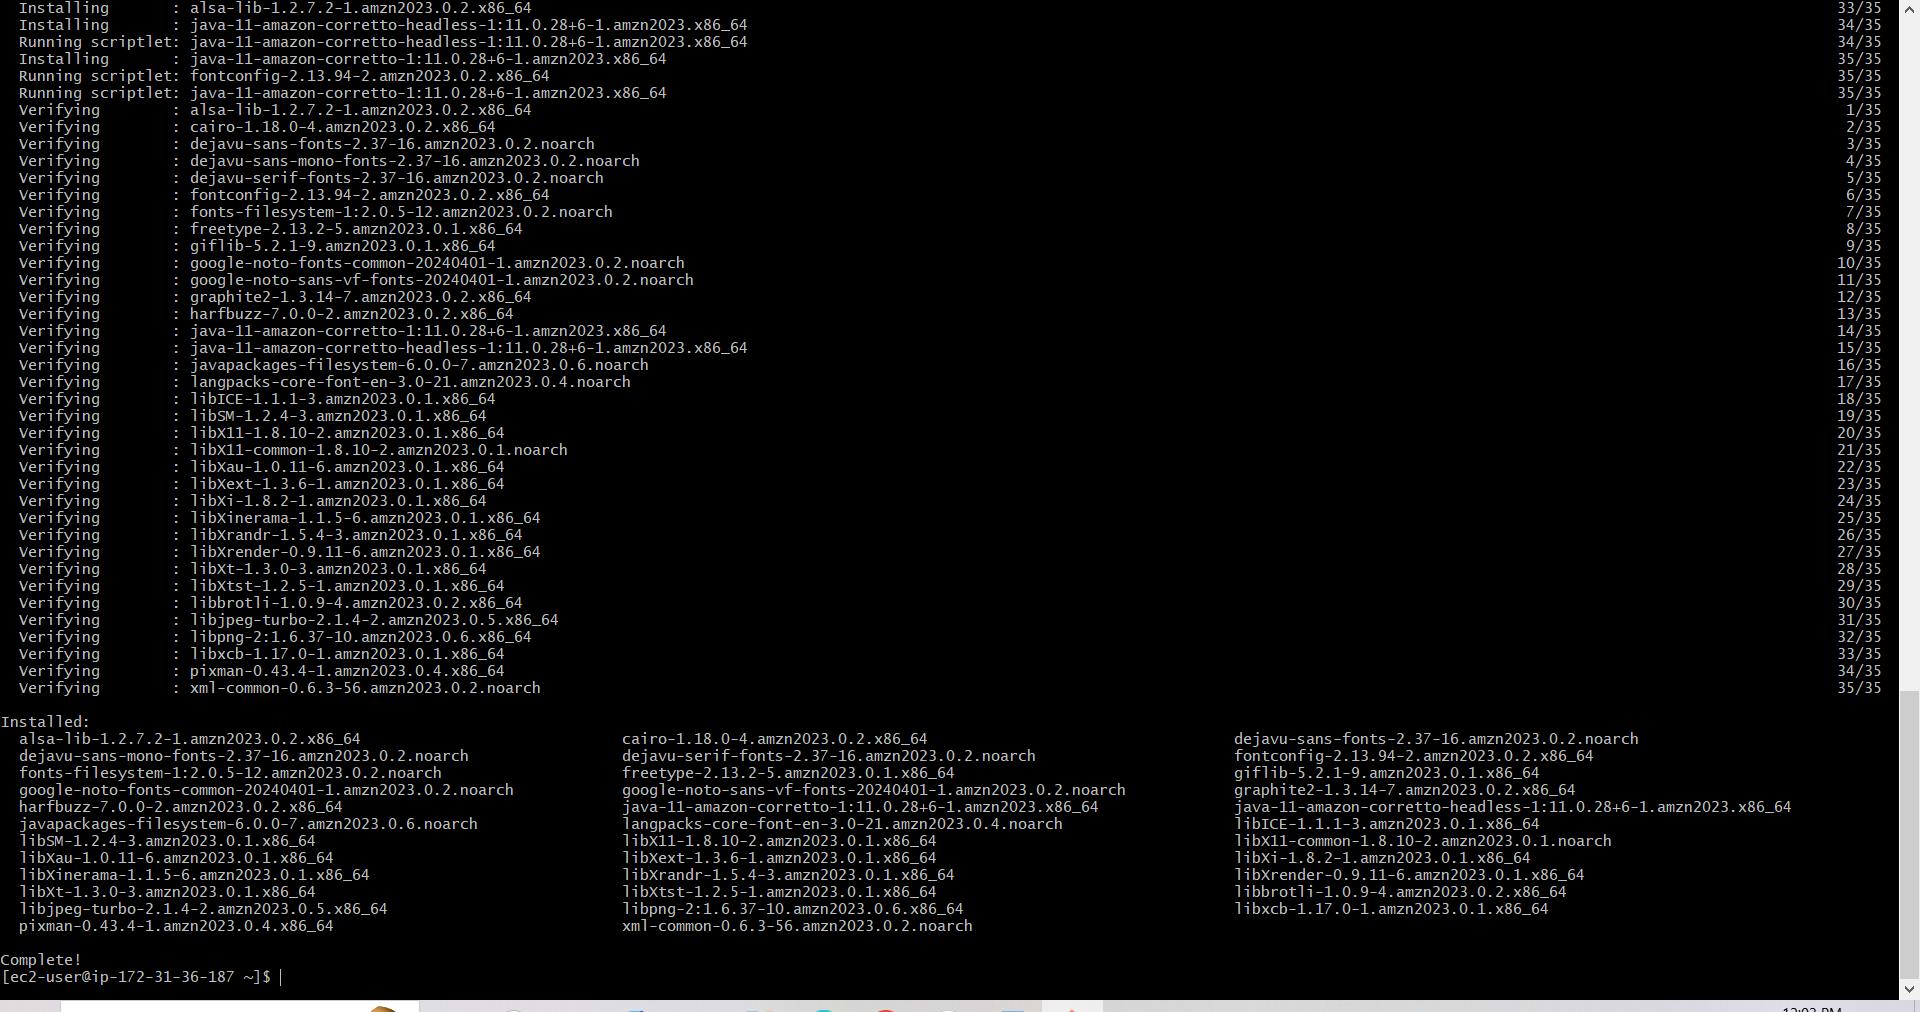 Installing       : alsa-lib-1.2.7.2-1.amzn2023.0.2.x86_64 33/35
Installing       : java-11-amazon-corretto-headless-1:11.0.28+6-1.amzn2023.x86_64 34/35
Running scriptlet: java-11-amazon-corretto-headless-1:11.0.28+6-1.amzn2023.x86_64 34/35
Installing       : java-11-amazon-corretto-1:11.0.28+6-1.amzn2023.x86_64 35/35
Running scriptlet: fontconfig-2.13.94-2.amzn2023.0.2.x86_64 35/35
Running scriptlet: java-11-amazon-corretto-1:11.0.28+6-1.amzn2023.x86_64 35/35
Verifying        : alsa-lib-1.2.7.2-1.amzn2023.0.2.x86_64 1/35
Verifying        : cairo-1.18.0-4.amzn2023.0.2.x86_64 2/35
Verifying        : dejavu-sans-fonts-2.37-16.amzn2023.0.2.noarch 3/35
Verifying        : dejavu-sans-mono-fonts-2.37-16.amzn2023.0.2.noarch 4/35
Verifying        : dejavu-serif-fonts-2.37-16.amzn2023.0.2.noarch 5/35
Verifying        : fontconfig-2.13.94-2.amzn2023.0.2.x86_64 6/35
Verifying        : fonts-filesystem-1:2.0.5-12.amzn2023.0.2.noarch 7/35
Verifying        : freetype-2.13.2-5.amzn2023.0.1.x86_64 8/35
Verifying        : giflib-5.2.1-9.amzn2023.0.1.x86_64 9/35
Verifying        : google-noto-fonts-common-20240401-1.amzn2023.0.2.noarch 10/35
Verifying        : google-noto-sans-vf-fonts-20240401-1.amzn2023.0.2.noarch 11/35
Verifying        : graphite2-1.3.14-7.amzn2023.0.2.x86_64 12/35
Verifying        : harfbuzz-7.0.0-2.amzn2023.0.2.x86_64 13/35
Verifying        : java-11-amazon-corretto-1:11.0.28+6-1.amzn2023.x86_64 14/35
Verifying        : java-11-amazon-corretto-headless-1:11.0.28+6-1.amzn2023.x86_64 15/35
Verifying        : javapackages-filesystem-6.0.0-7.amzn2023.0.6.noarch 16/35
Verifying        : langpacks-core-font-en-3.0-21.amzn2023.0.4.noarch 17/35
Verifying        : libICE-1.1.1-3.amzn2023.0.1.x86_64 18/35
Verifying        : libSM-1.2.4-3.amzn2023.0.1.x86_64 19/35
Verifying        : libX11-1.8.10-2.amzn2023.0.1.x86_64 20/35
Verifying        : libX11-common-1.8.10-2.amzn2023.0.1.noarch 21/35
Verifying        : libXau-1.0.11-6.amzn2023.0.1.x86_64 22/35
Verifying        : libXext-1.3.6-1.amzn2023.0.1.x86_64 23/35
Verifying        : libXi-1.8.2-1.amzn2023.0.1.x86_64 24/35
Verifying        : libXinerama-1.1.5-6.amzn2023.0.1.x86_64 25/35
Verifying        : libXrandr-1.5.4-3.amzn2023.0.1.x86_64 26/35
Verifying        : libXrender-0.9.11-6.amzn2023.0.1.x86_64 27/35
Verifying        : libXt-1.3.0-3.amzn2023.0.1.x86_64 28/35
Verifying        : libXtst-1.2.5-1.amzn2023.0.1.x86_64 29/35
Verifying        : libbrotli-1.0.9-4.amzn2023.0.2.x86_64 30/35
Verifying        : libjpeg-turbo-2.1.4-2.amzn2023.0.5.x86_64 31/35
Verifying        : libpng-2:1.6.37-10.amzn2023.0.6.x86_64 32/35
Verifying        : libxcb-1.17.0-1.amzn2023.0.1.x86_64 33/35
Verifying        : pixman-0.43.4-1.amzn2023.0.4.x86_64 34/35
Verifying        : xml-common-0.6.3-56.amzn2023.0.2.noarch 35/35
Installed:
alsa-lib-1.2.7.2-1.amzn2023.0.2.x86_64 cairo-1.18.0-4.amzn2023.0.2.x86_64 dejavu-sans-fonts-2.37-16.amzn2023.0.2.noarch
dejavu-sans-mono-fonts-2.37-16.amzn2023.0.2.noarch dejavu-serif-fonts-2.37-16.amzn2023.0.2.noarch fontconfig-2.13.94-2.amzn2023.0.2.x86_64
fonts-filesystem-1:2.0.5-12.amzn2023.0.2.noarch freetype-2.13.2-5.amzn2023.0.1.x86_64 giflib-5.2.1-9.amzn2023.0.1.x86_64
google-noto-fonts-common-20240401-1.amzn2023.0.2.noarch google-noto-sans-vf-fonts-20240401-1.amzn2023.0.2.noarch graphite2-1.3.14-7.amzn2023.0.2.x86_64
harfbuzz-7.0.0-2.amzn2023.0.2.x86_64 java-11-amazon-corretto-1:11.0.28+6-1.amzn2023.x86_64 java-11-amazon-corretto-headless-1:11.0.28+6-1.amzn2023.x86_64
javapackages-filesystem-6.0.0-7.amzn2023.0.6.noarch langpacks-core-font-en-3.0-21.amzn2023.0.4.noarch libICE-1.1.1-3.amzn2023.0.1.x86_64
libSM-1.2.4-3.amzn2023.0.1.x86_64 libX11-1.8.10-2.amzn2023.0.1.x86_64 libX11-common-1.8.10-2.amzn2023.0.1.noarch
libXau-1.0.11-6.amzn2023.0.1.x86_64 libXext-1.3.6-1.amzn2023.0.1.x86_64 libXi-1.8.2-1.amzn2023.0.1.x86_64
libXinerama-1.1.5-6.amzn2023.0.1.x86_64 libXrandr-1.5.4-3.amzn2023.0.1.x86_64 libXrender-0.9.11-6.amzn2023.0.1.x86_64
libXt-1.3.0-3.amzn2023.0.1.x86_64 libXtst-1.2.5-1.amzn2023.0.1.x86_64 libbrotli-1.0.9-4.amzn2023.0.2.x86_64
libjpeg-turbo-2.1.4-2.amzn2023.0.5.x86_64 libpng-2:1.6.37-10.amzn2023.0.6.x86_64 libxcb-1.17.0-1.amzn2023.0.1.x86_64
pixman-0.43.4-1.amzn2023.0.4.x86_64 xml-common-0.6.3-56.amzn2023.0.2.noarch
Complete!
[ec2-user@ip-172-31-36-187 ~]$